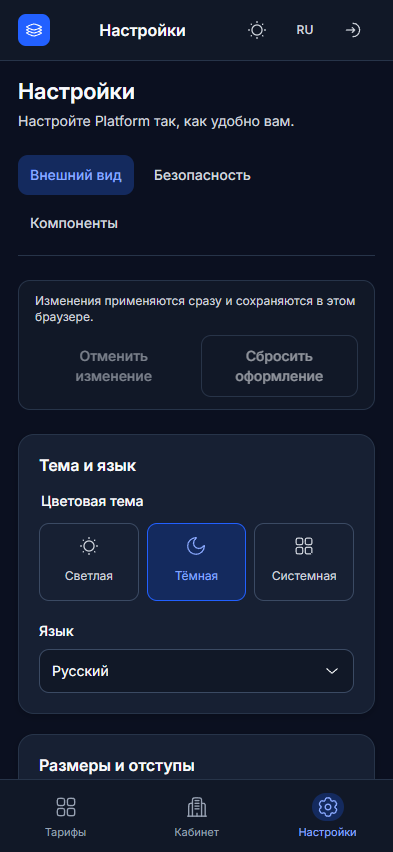 Настройки
RU
Настройки
Настройте Platform так, как удобно вам.
Внешний вид
Безопасность
Компоненты
Изменения применяются сразу и сохраняются в этом
браузере.
Отменить
изменение
Сбросить
оформление
Тема и язык
Цветовая тема
Светлая
Тёмная
Системная
Язык
Русский
Размеры и отступы
Тарифы
Кабинет
Настройки